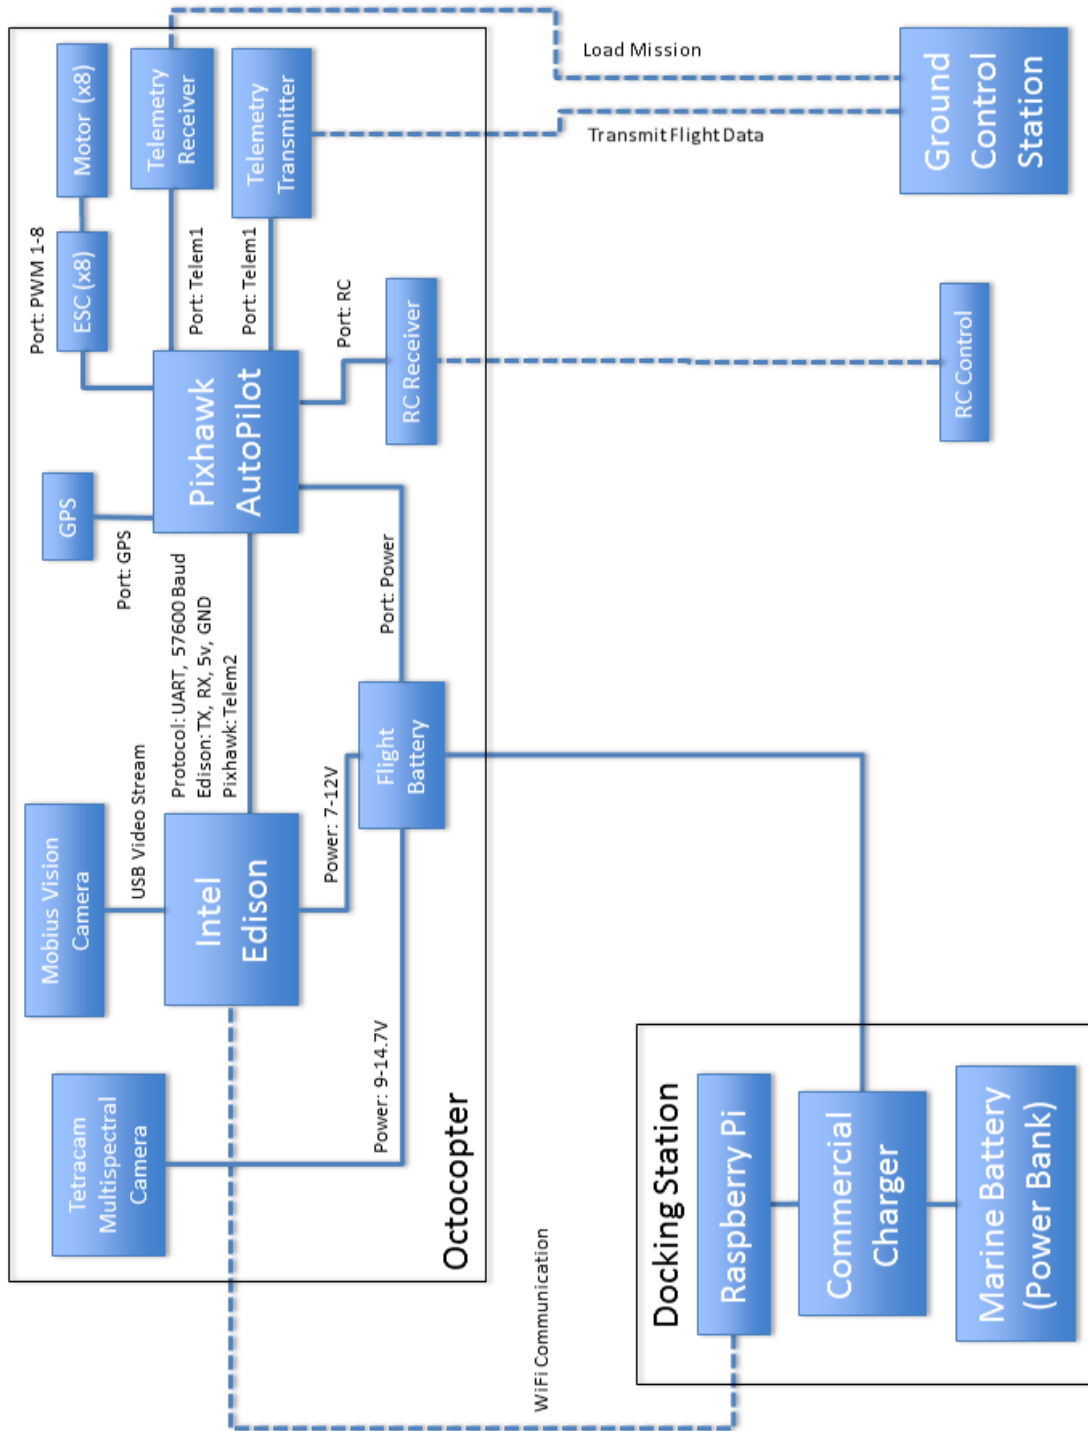 Tetracam
Multispectral
Camera
Mobius Vision
Camera
USB Video Stream
GPS
Port: GPS
Port: PWM 1-8
ESC (x8)
Motor (x8)
Intel
Edison
Protocol: UART, 57600 Baud
Edison: TX, RX, 5v, GND
Pixhawk: Telem2
Pixhawk
AutoPilot
Port: Telem1
Telemetry
Receiver
Port: Telem1
Telemetry
Transmitter
Power: 9-14.7V
Power: 7-12V
Flight
Battery
Port: Power
Port: RC
RC Receiver
Octocopter
WiFi Communication
Load Mission
Transmit Flight Data
Docking Station
Raspberry Pi
Commercial
Charger
Marine Battery
(Power Bank)
RC Control
Ground
Control
Station